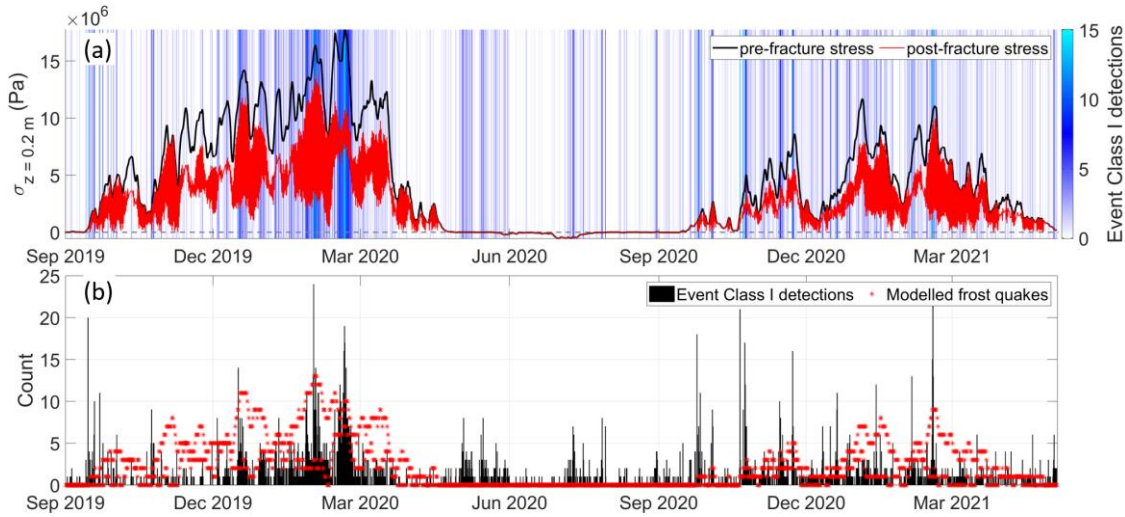 ×10⁶
(a)
pre-fracture stress post-fracture stress
15
10
5
0
σ z = 0.2 m (Pa)
Sep 2019 Dec 2019 Mar 2020 Jun 2020 Sep 2020 Dec 2020 Mar 2021
15
10
5
0
Event Class I detections
(b)
Event Class I detections Modelled frost quakes
25
20
15
10
5
0
Count
Sep 2019 Dec 2019 Mar 2020 Jun 2020 Sep 2020 Dec 2020 Mar 2021